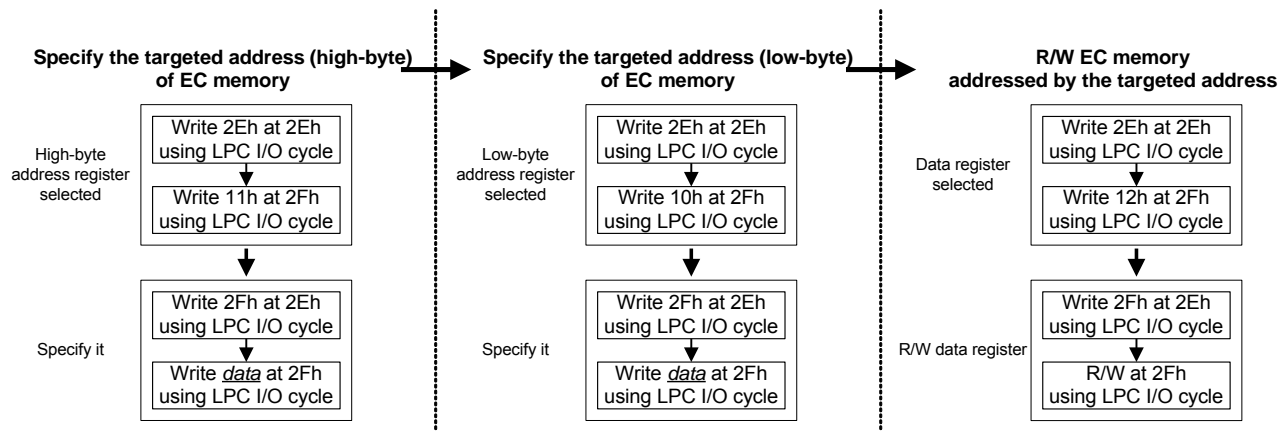 Specify the targeted address (high-byte)
of EC memory
High-byte
address register
selected
Write 2Eh at 2Eh
using LPC I/O cycle
Write 11h at 2Fh
using LPC I/O cycle
Specify it
Write 2Fh at 2Eh
using LPC I/O cycle
Write data at 2Fh
using LPC I/O cycle
Specify the targeted address (low-byte)
of EC memory
Low-byte
address register
selected
Write 2Eh at 2Eh
using LPC I/O cycle
Write 10h at 2Fh
using LPC I/O cycle
Specify it
Write 2Fh at 2Eh
using LPC I/O cycle
Write data at 2Fh
using LPC I/O cycle
R/W EC memory
addressed by the targeted address
Data register
selected
Write 2Eh at 2Eh
using LPC I/O cycle
Write 12h at 2Fh
using LPC I/O cycle
R/W data register
Write 2Fh at 2Eh
using LPC I/O cycle
R/W at 2Fh
using LPC I/O cycle